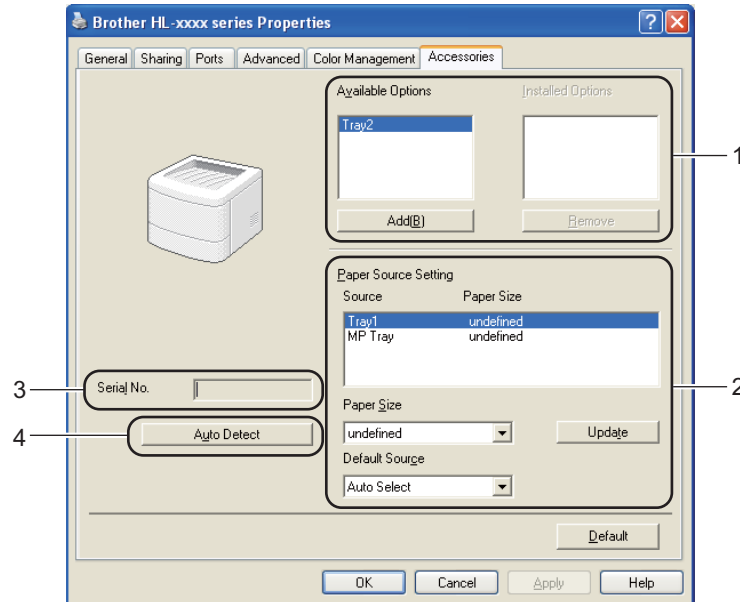 Brother HL-xxxx series Properties
General Sharing Ports Advanced Color Management Accessories
Available Options Installed Options
Tray2
1
Add(B) Remove
Paper Source Setting
Source Paper Size
Tray1 undefined
MP Tray undefined
2
3 Serial No.
Paper Size
4 Auto Detect
undefined Update
Default Source
Auto Select
Default
OK Cancel Apply Help